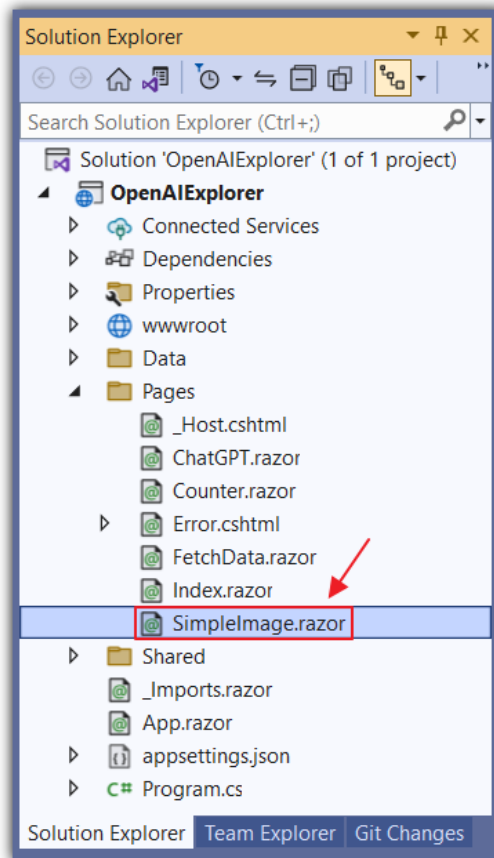 Solution Explorer
Search Solution Explorer (Ctrl+;)
Solution 'OpenAIExplorer' (1 of 1 project)
OpenAIExplorer
Connected Services
Dependencies
Properties
wwwroot
Data
Pages
_Host.cshtml
ChatGPT.razor
Counter.razor
Error.cshtml
FetchData.razor
Index.razor
SimpleImage.razor
Shared
_Imports.razor
App.razor
appsettings.json
C# Program.cs
Solution Explorer Team Explorer Git Changes